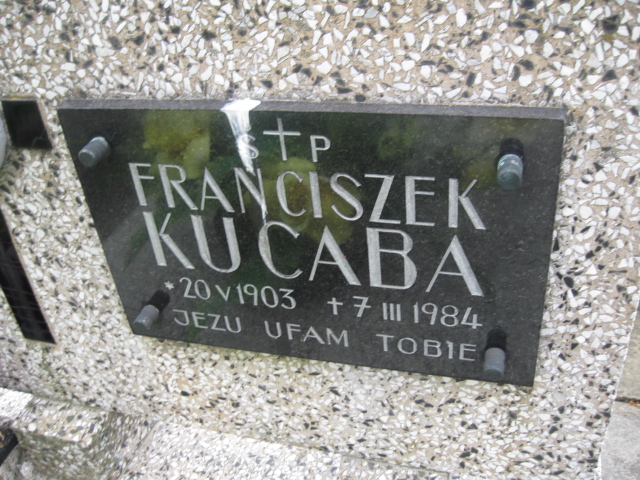 S † P
FRANCISZEK
KUCABA
*20 V 1903 †7 III 1984
JEZU UFAM TOBIE